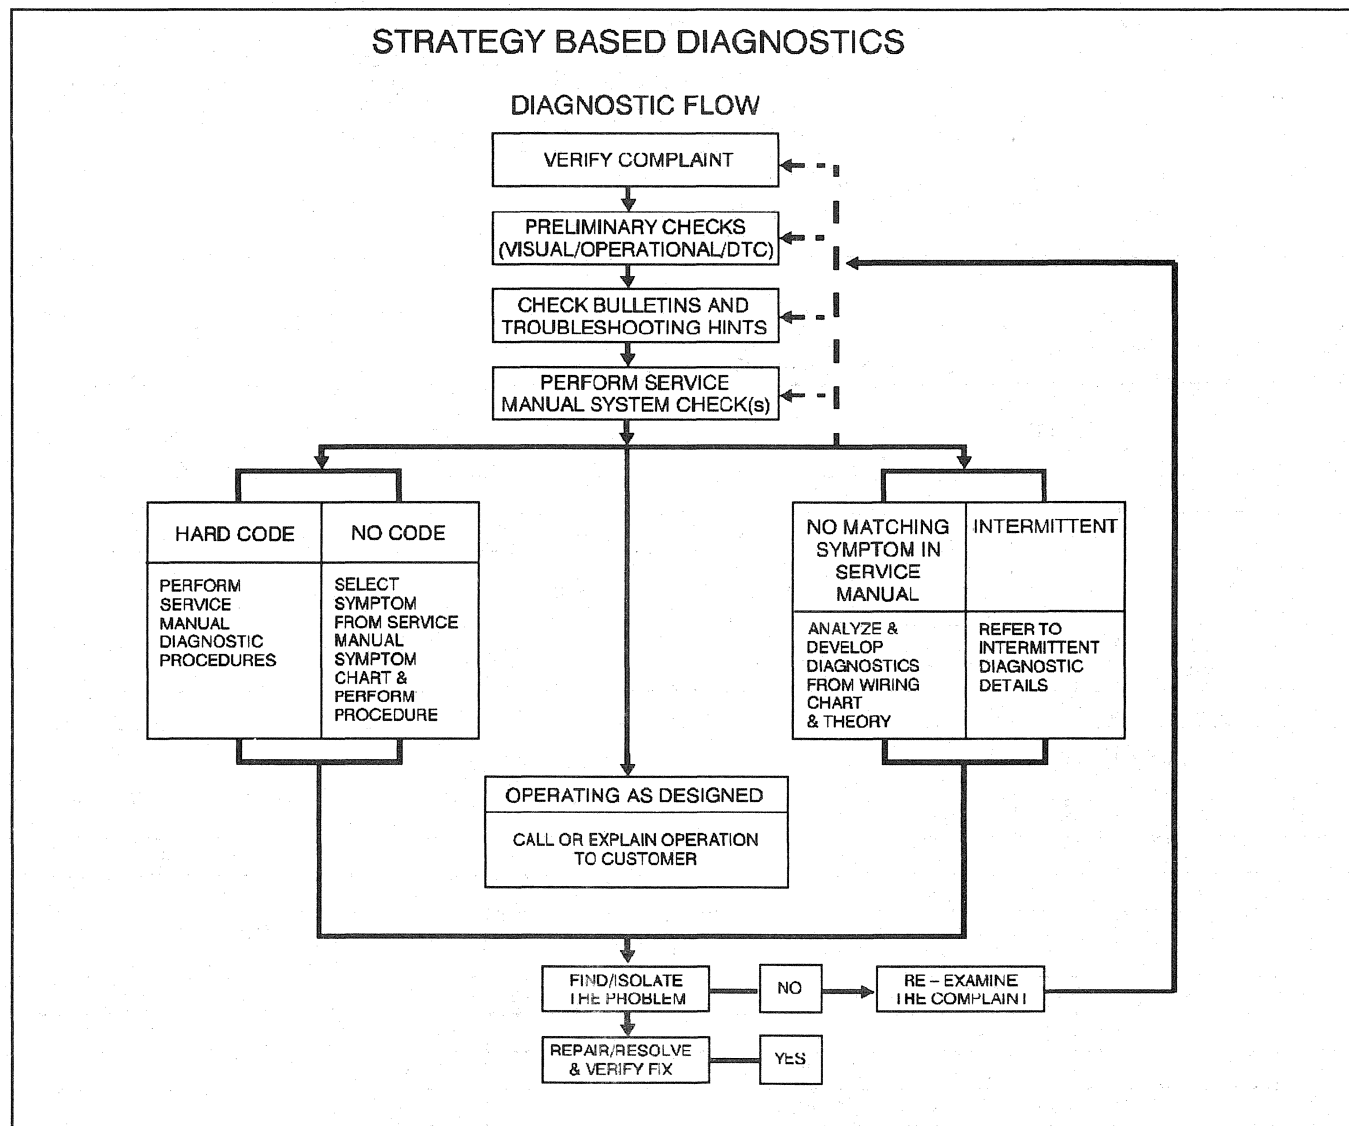 STRATEGY BASED DIAGNOSTICS
DIAGNOSTIC FLOW
VERIFY COMPLAINT
PRELIMINARY CHECKS
(VISUAL/OPERATIONAL/DTC)
CHECK BULLETINS AND
TROUBLESHOOTING HINTS
PERFORM SERVICE
MANUAL SYSTEM CHECK(s)
HARD CODE
PERFORM
SERVICE
MANUAL
DIAGNOSTIC
PROCEDURES
NO CODE
SELECT
SYMPTOM
FROM SERVICE
MANUAL
SYMPTOM
CHART &
PERFORM
PROCEDURE
NO MATCHING
SYMPTOM IN
SERVICE
MANUAL
ANALYZE &
DEVELOP
DIAGNOSTICS
FROM WIRING
CHART
& THEORY
INTERMITTENT
REFER TO
INTERMITTENT
DIAGNOSTIC
DETAILS
OPERATING AS DESIGNED
CALL OR EXPLAIN OPERATION
TO CUSTOMER
FIND/ISOLATE
THE PROBLEM
NO
RE – EXAMINE
THE COMPLAINT
REPAIR/RESOLVE
& VERIFY FIX
YES